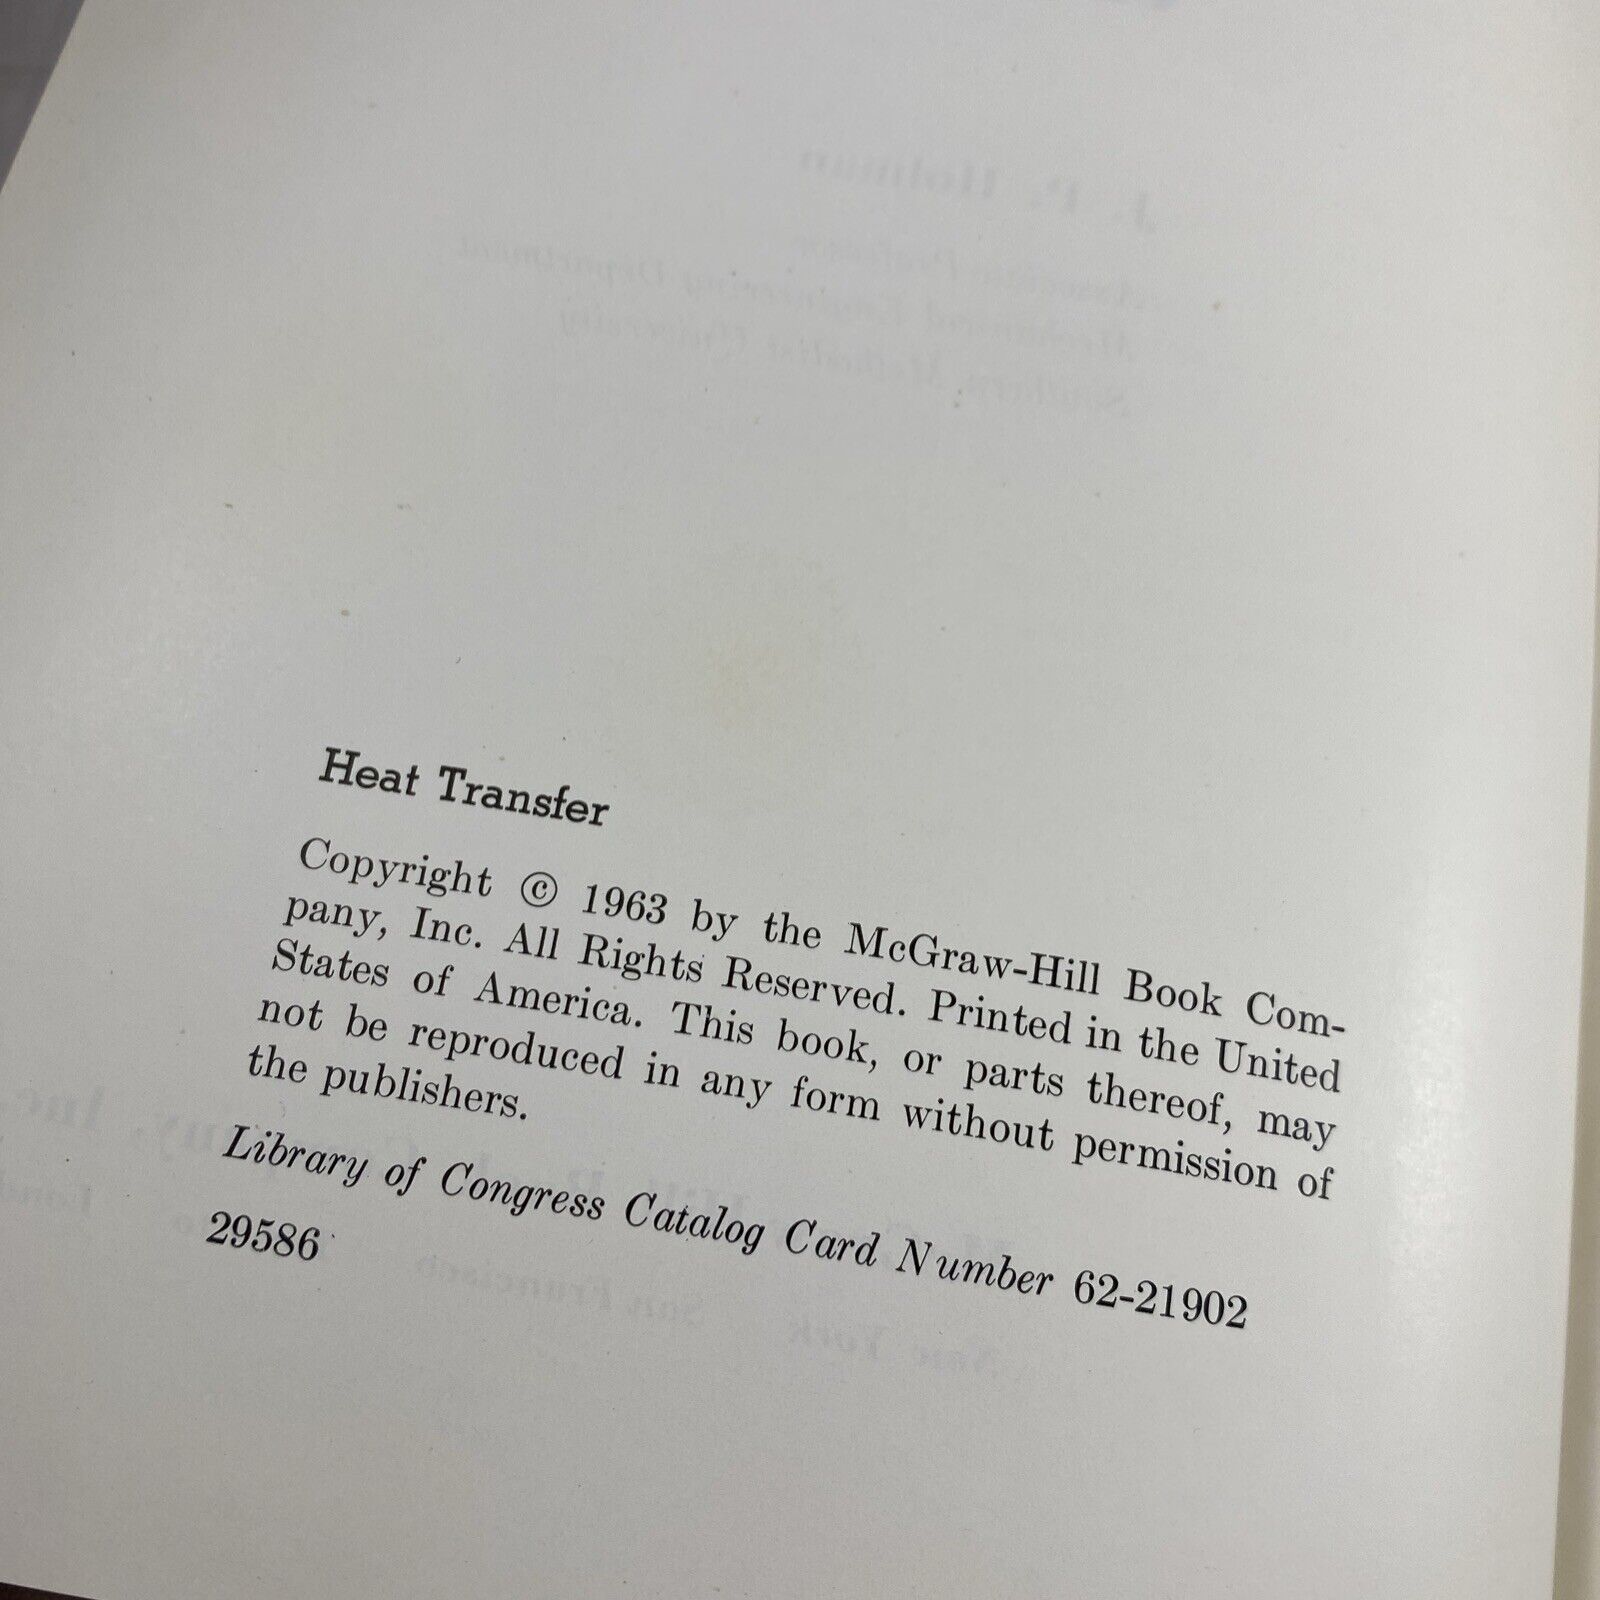 Heat Transfer
Copyright © 1963 by the McGraw-Hill Book Com-
pany, Inc. All Rights Reserved. Printed in the United
States of America. This book, or parts thereof, may
not be reproduced in any form without permission of
the publishers.
Library of Congress Catalog Card Number 62-21902
29586